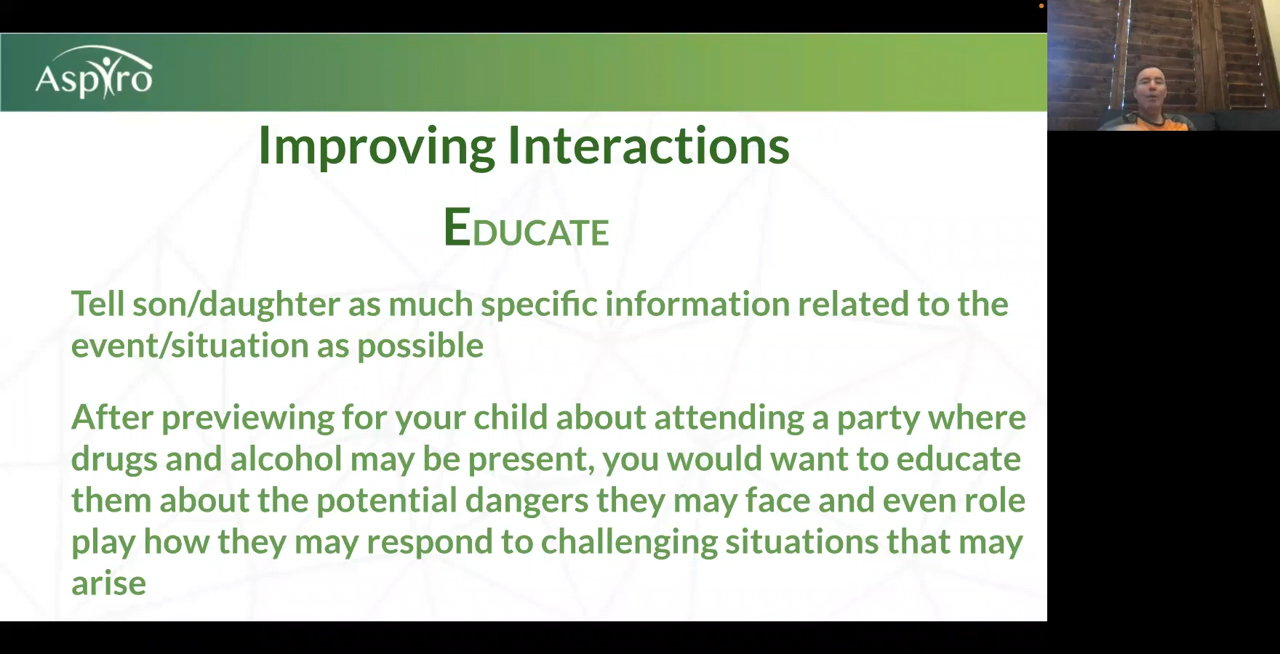 Aspiro
Improving Interactions
EDUCATE
Tell son/daughter as much specific information related to the
event/situation as possible
After previewing for your child about attending a party where
drugs and alcohol may be present, you would want to educate
them about the potential dangers they may face and even role
play how they may respond to challenging situations that may
arise